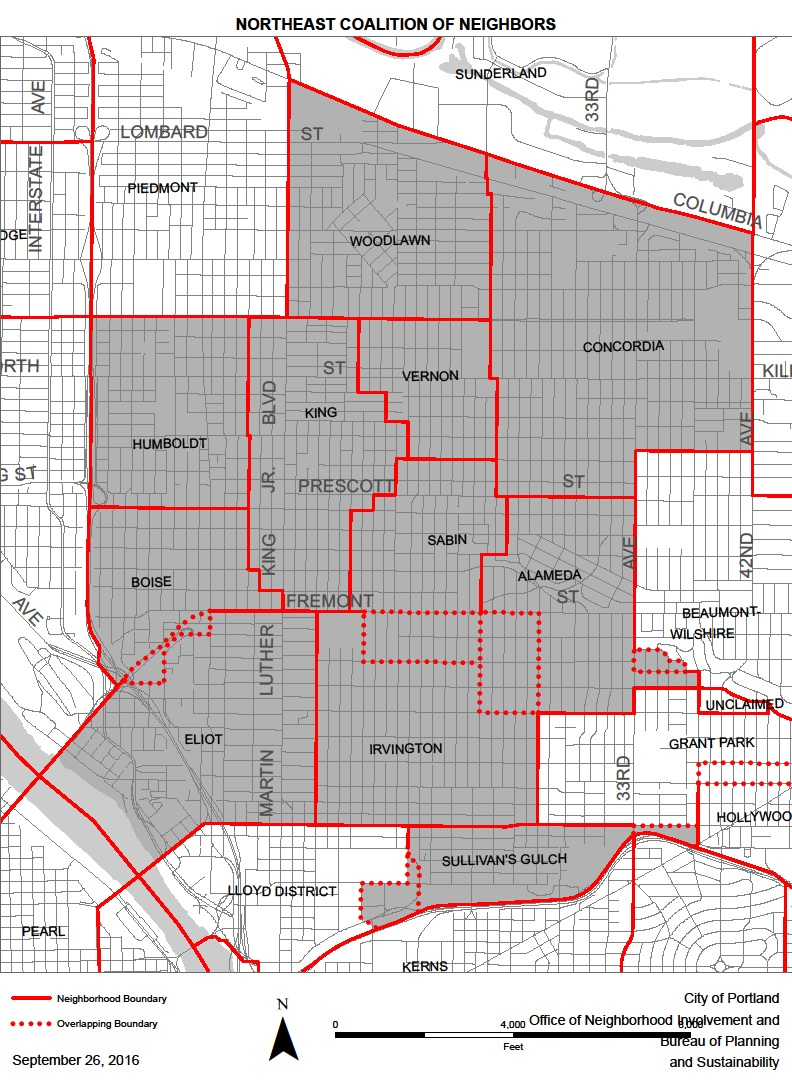 NORTHEAST COALITION OF NEIGHBORS
SUNDERLAND
AVE
33RD
LOMBARD
ST
PIEDMONT
INTERSTATE
COLUMBIA
DGE
WOODLAWN
CONCORDIA
RTH
ST
VERNON
KILL
BLVD
KING
AVE
HUMBOLDT
G ST
JR.
PRESCOTT
ST
KING
SABIN
AVE
42ND
BOISE
ALAMEDA
AVE
FREMONT
ST
BEAUMONT-
WILSHIRE
LUTHER
UNCLAIMED
ELIOT
IRVINGTON
GRANT PARK
MARTIN
33RD
HOLLYWOO
SULLIVAN'S GULCH
LLOYD DISTRICT
PEARL
KERNS
Neighborhood Boundary
Overlapping Boundary
September 26, 2016
N
0
4,000
8,000
Feet
City of Portland
Office of Neighborhood Involvement and
Bureau of Planning
and Sustainability